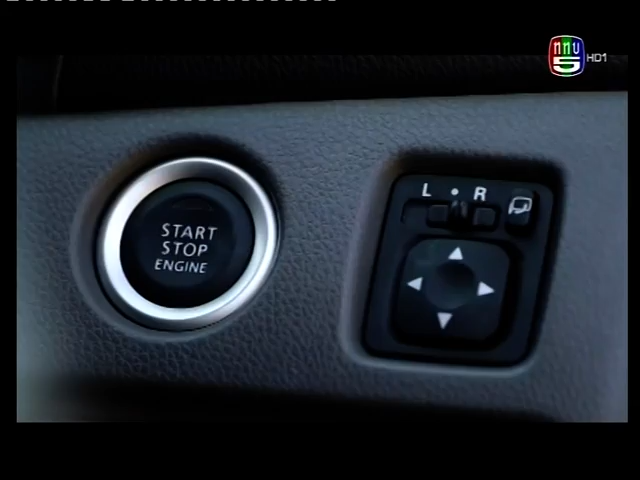 ททบ
5
HD1
L • R
START
STOP
ENGINE